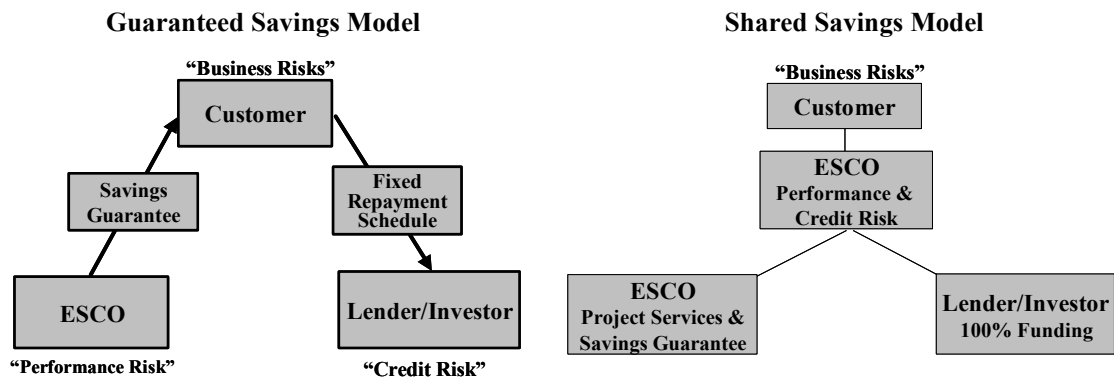 Guaranteed Savings Model
“Business Risks”
Customer
Savings
Guarantee
Fixed
Repayment
Schedule
ESCO
“Performance Risk”
Lender/Investor
“Credit Risk”
Shared Savings Model
“Business Risks”
Customer
ESCO
Performance &
Credit Risk
ESCO
Project Services &
Savings Guarantee
Lender/Investor
100% Funding